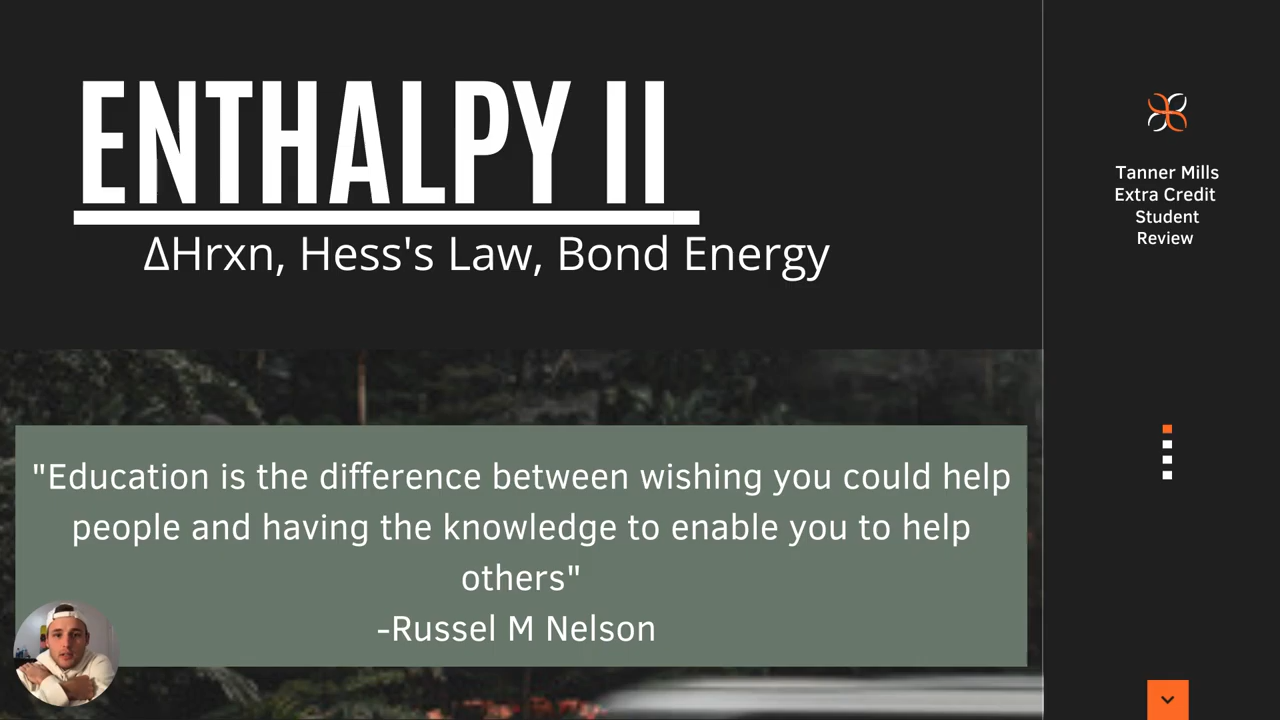 ENTHALPY II
ΔHrxn, Hess's Law, Bond Energy
Tanner Mills
Extra Credit
Student
Review
"Education is the difference between wishing you could help
people and having the knowledge to enable you to help
others"
-Russel M Nelson